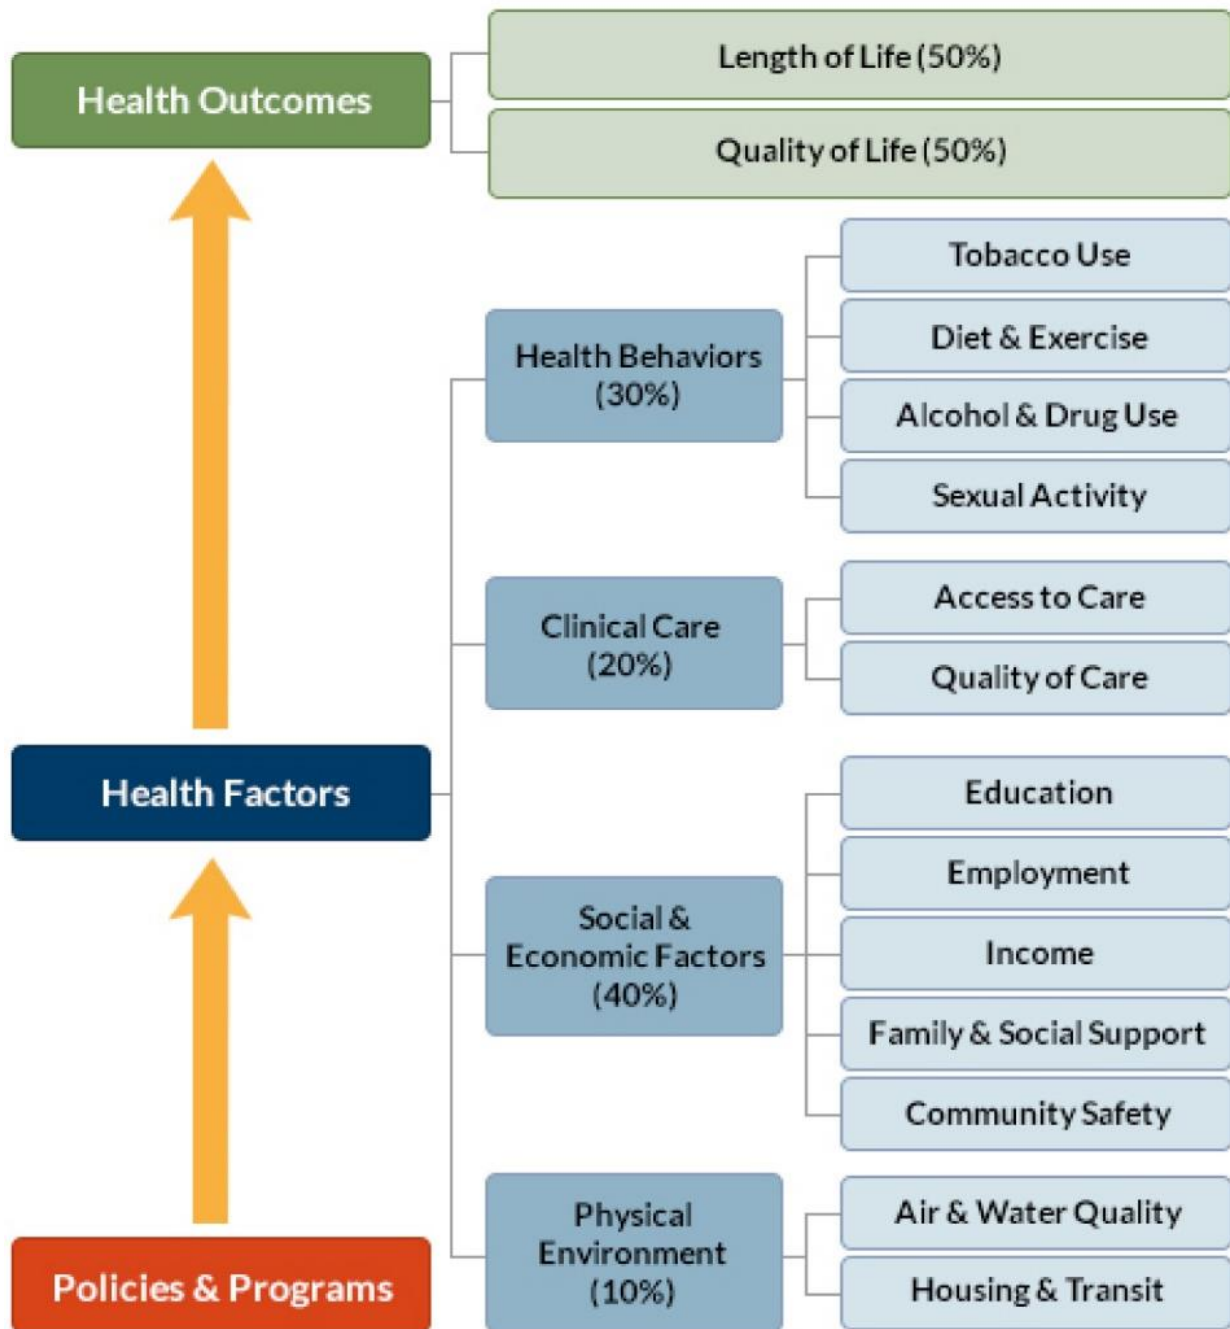 Health Outcomes
Length of Life (50%)
Quality of Life (50%)
Health Factors
Health Behaviors
(30%)
Tobacco Use
Diet & Exercise
Alcohol & Drug Use
Sexual Activity
Clinical Care
(20%)
Access to Care
Quality of Care
Social &
Economic Factors
(40%)
Education
Employment
Income
Family & Social Support
Community Safety
Physical
Environment
(10%)
Air & Water Quality
Housing & Transit
Policies & Programs